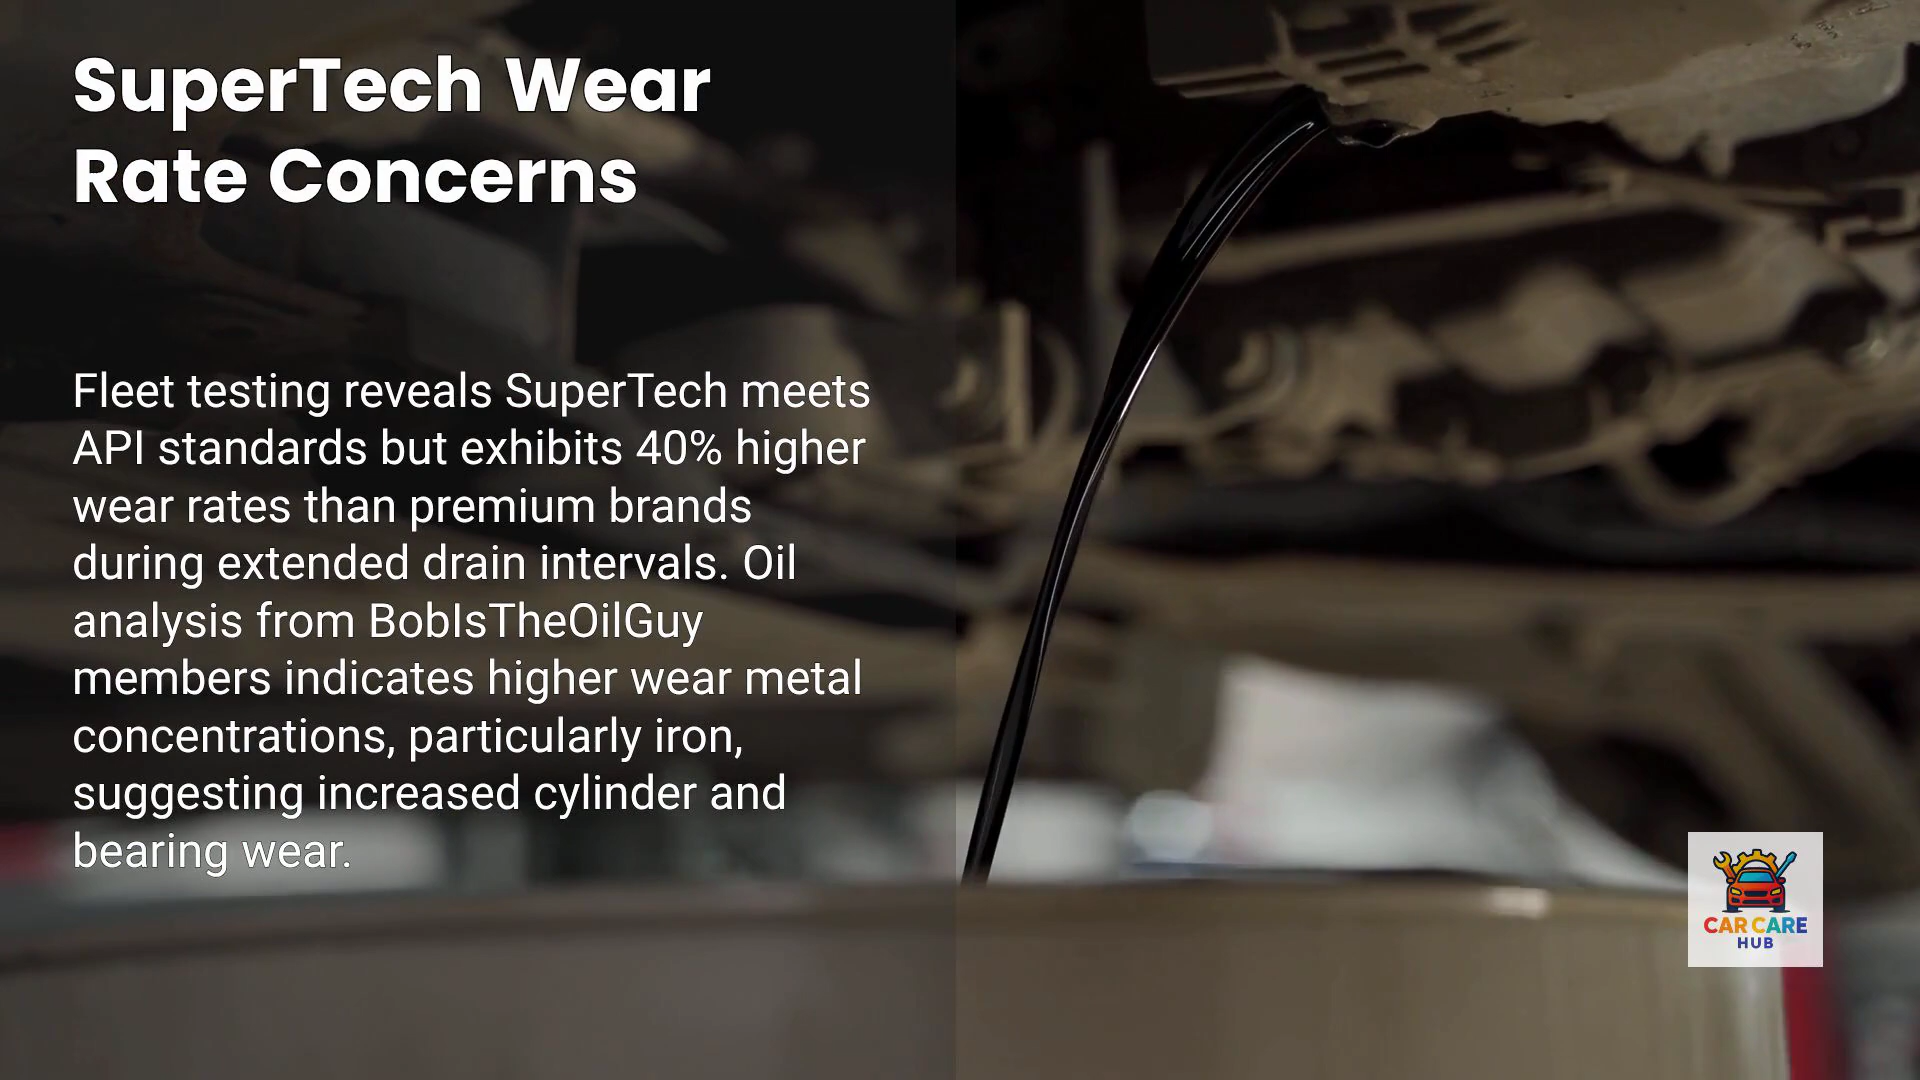 SuperTech Wear
Rate Concerns
Fleet testing reveals SuperTech meets
API standards but exhibits 40% higher
wear rates than premium brands
during extended drain intervals. Oil
analysis from BobIsTheOilGuy
members indicates higher wear metal
concentrations, particularly iron,
suggesting increased cylinder and
bearing wear.
CAR CARE
HUB